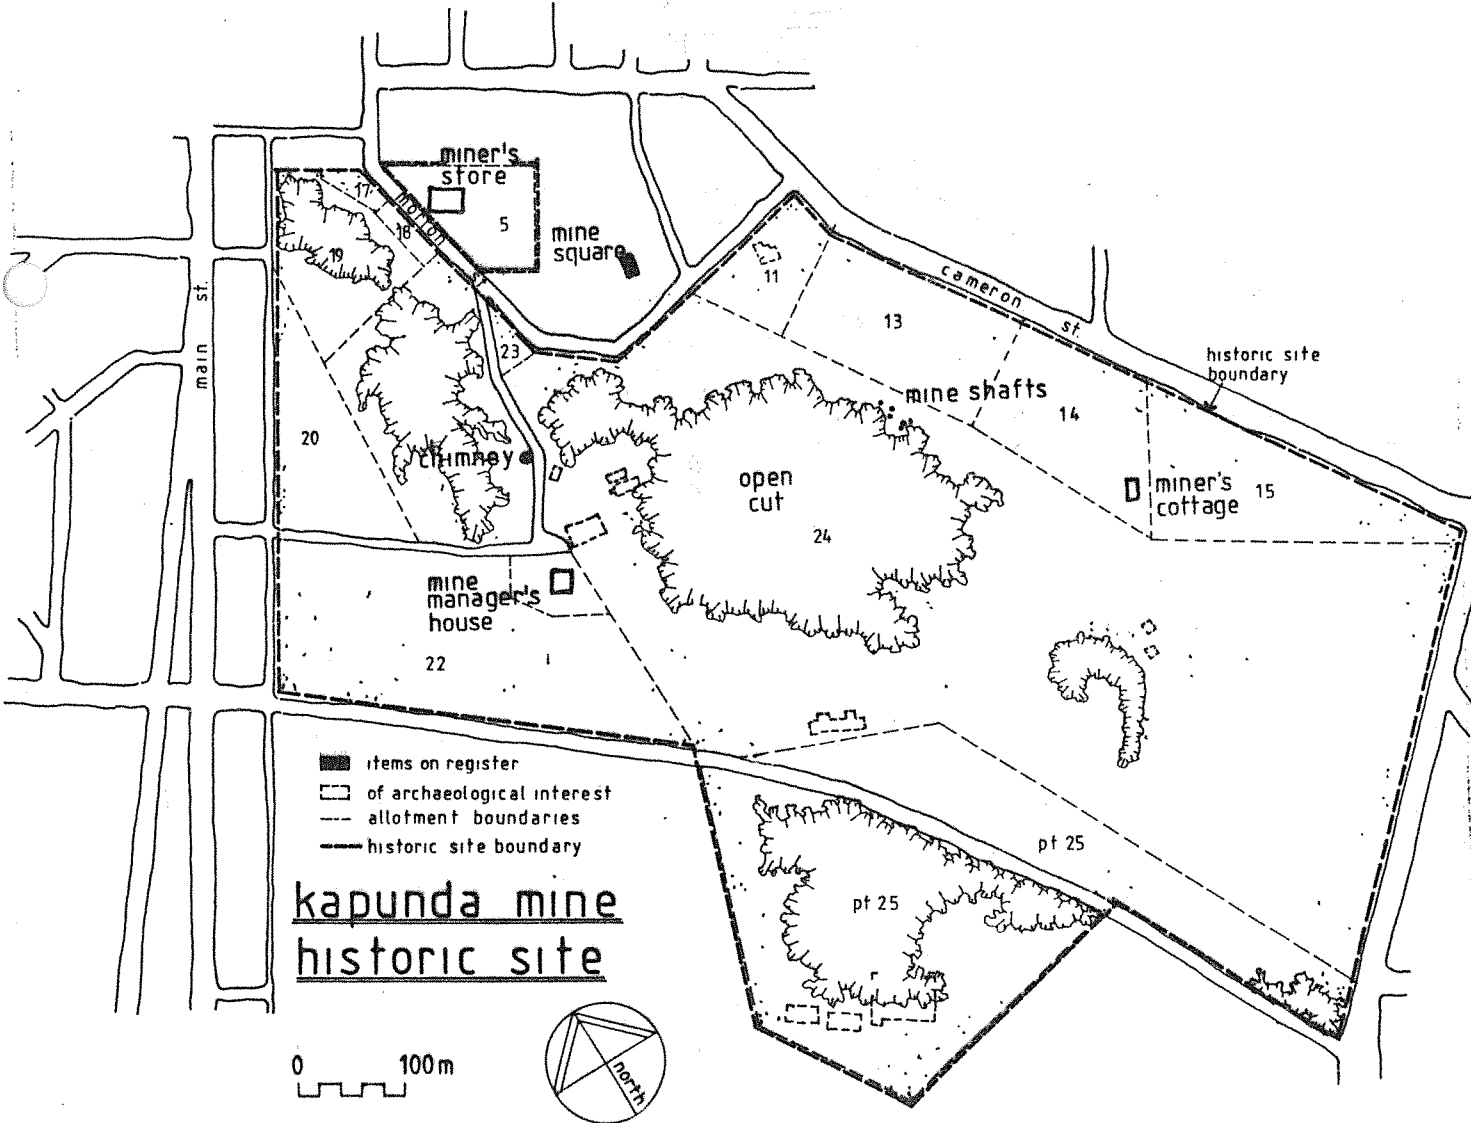 miner's
store
17
morton
18
5
mine
square
19
11
cameron
st
13
main st.
23
historic site
boundary
mine shafts
14
20
chimney
open
cut
miner's
cottage
15
24
mine
manager's
house
22
items on register
of archaeological interest
allotment boundaries
historic site boundary
pt 25
pt 25
kapunda mine
historic site
0 100m
north